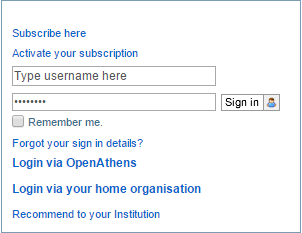 Subscribe here
Activate your subscription
Type username here
•••••••• Sign in
Remember me.
Forgot your sign in details?
Login via OpenAthens
Login via your home organisation
Recommend to your Institution